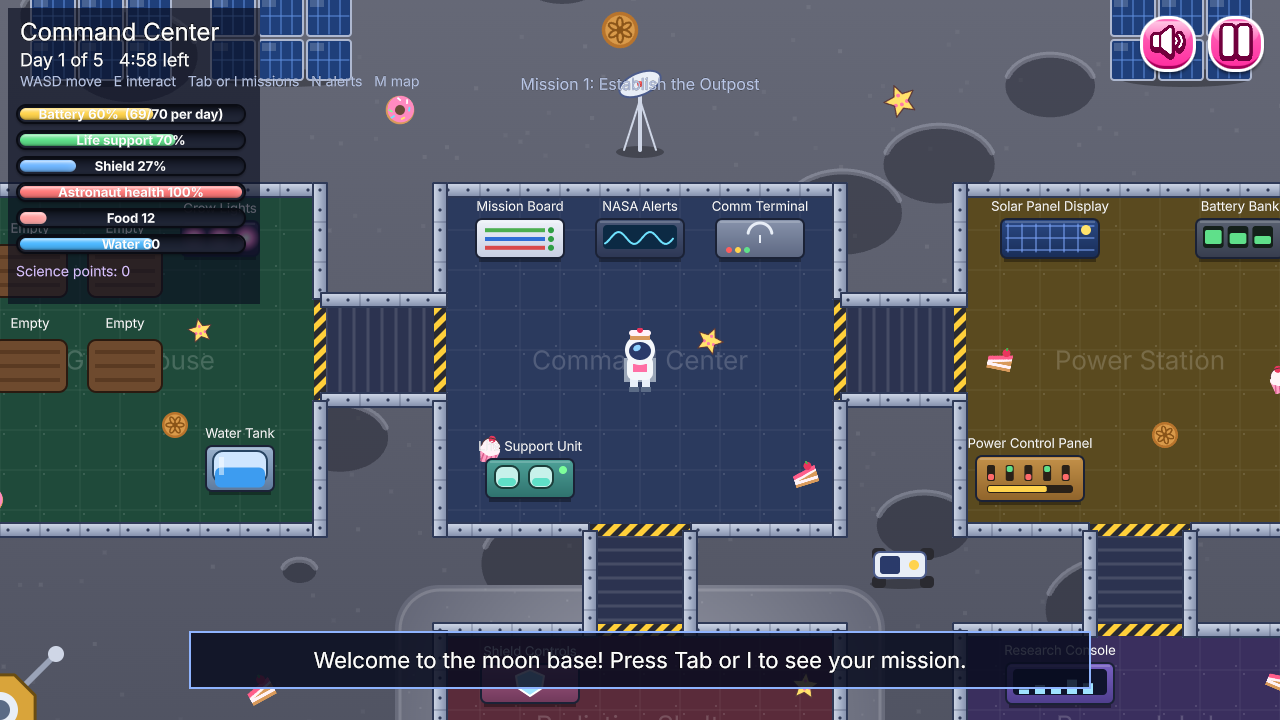 Command Center
Day 1 of 5 4:58 left
WASD move E interact Tab or I missions N alerts M map
Mission 1: Establish the Outpost
Battery 60% (69/70 per day)
Life support 70%
Shield 27%
Astronaut health 100%
Food 12
Water 60
Science points: 0
Grow Lights
Empty Empty
Mission Board NASA Alerts Comm Terminal
Solar Panel Display Battery Bank
Empty Empty
Command Center
Power Station
Water Tank
Support Unit
Power Control Panel
Shield Controls
Research Console
Welcome to the moon base! Press Tab or I to see your mission.